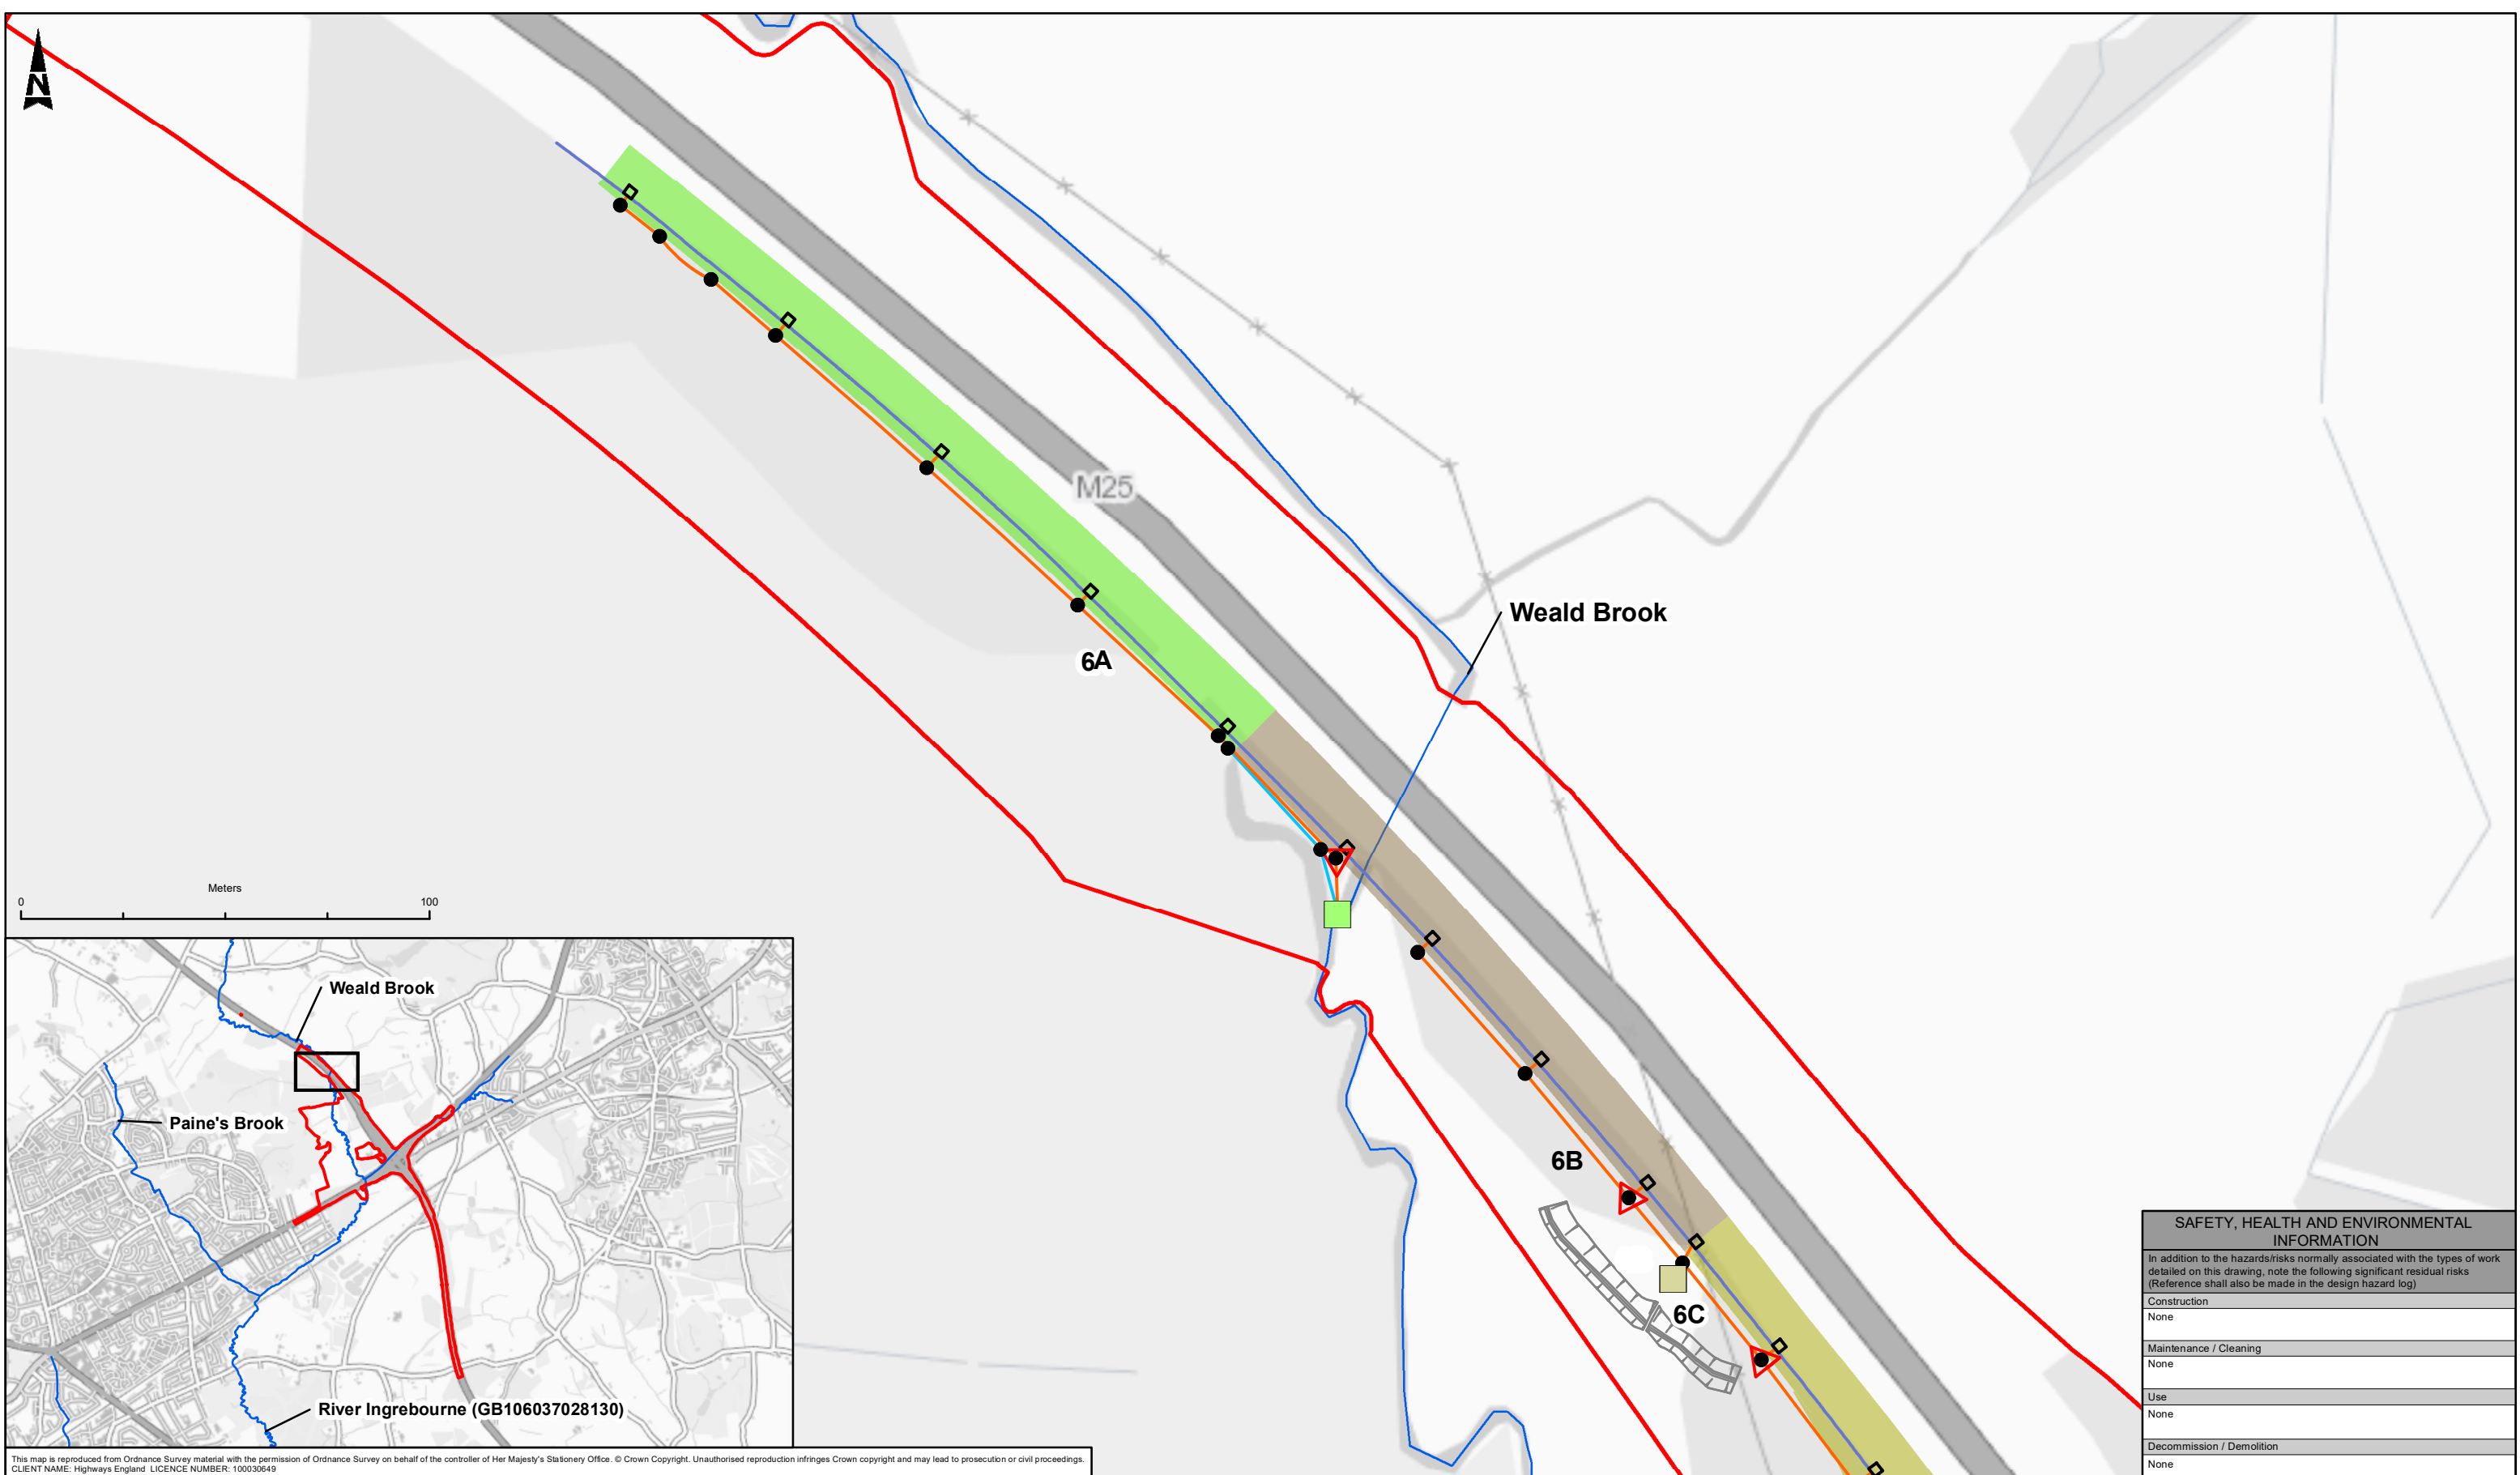 N
M25
Weald Brook
6A
Meters
0 100
Weald Brook
Paine's Brook
River Ingrebourne (GB106037028130)
6B
6C
SAFETY, HEALTH AND ENVIRONMENTAL
INFORMATION
In addition to the hazards/risks normally associated with the types of work
detailed on this drawing, note the following significant residual risks
(Reference shall also be made in the design hazard log)
Construction
None
Maintenance / Cleaning
None
Use
None
Decommission / Demolition
None
This map is reproduced from Ordnance Survey material with the permission of Ordnance Survey on behalf of the controller of Her Majesty's Stationery Office. © Crown Copyright. Unauthorised reproduction infringes Crown copyright and may lead to prosecution or civil proceedings.
CLIENT NAME: Highways England LICENCE NUMBER: 100030649